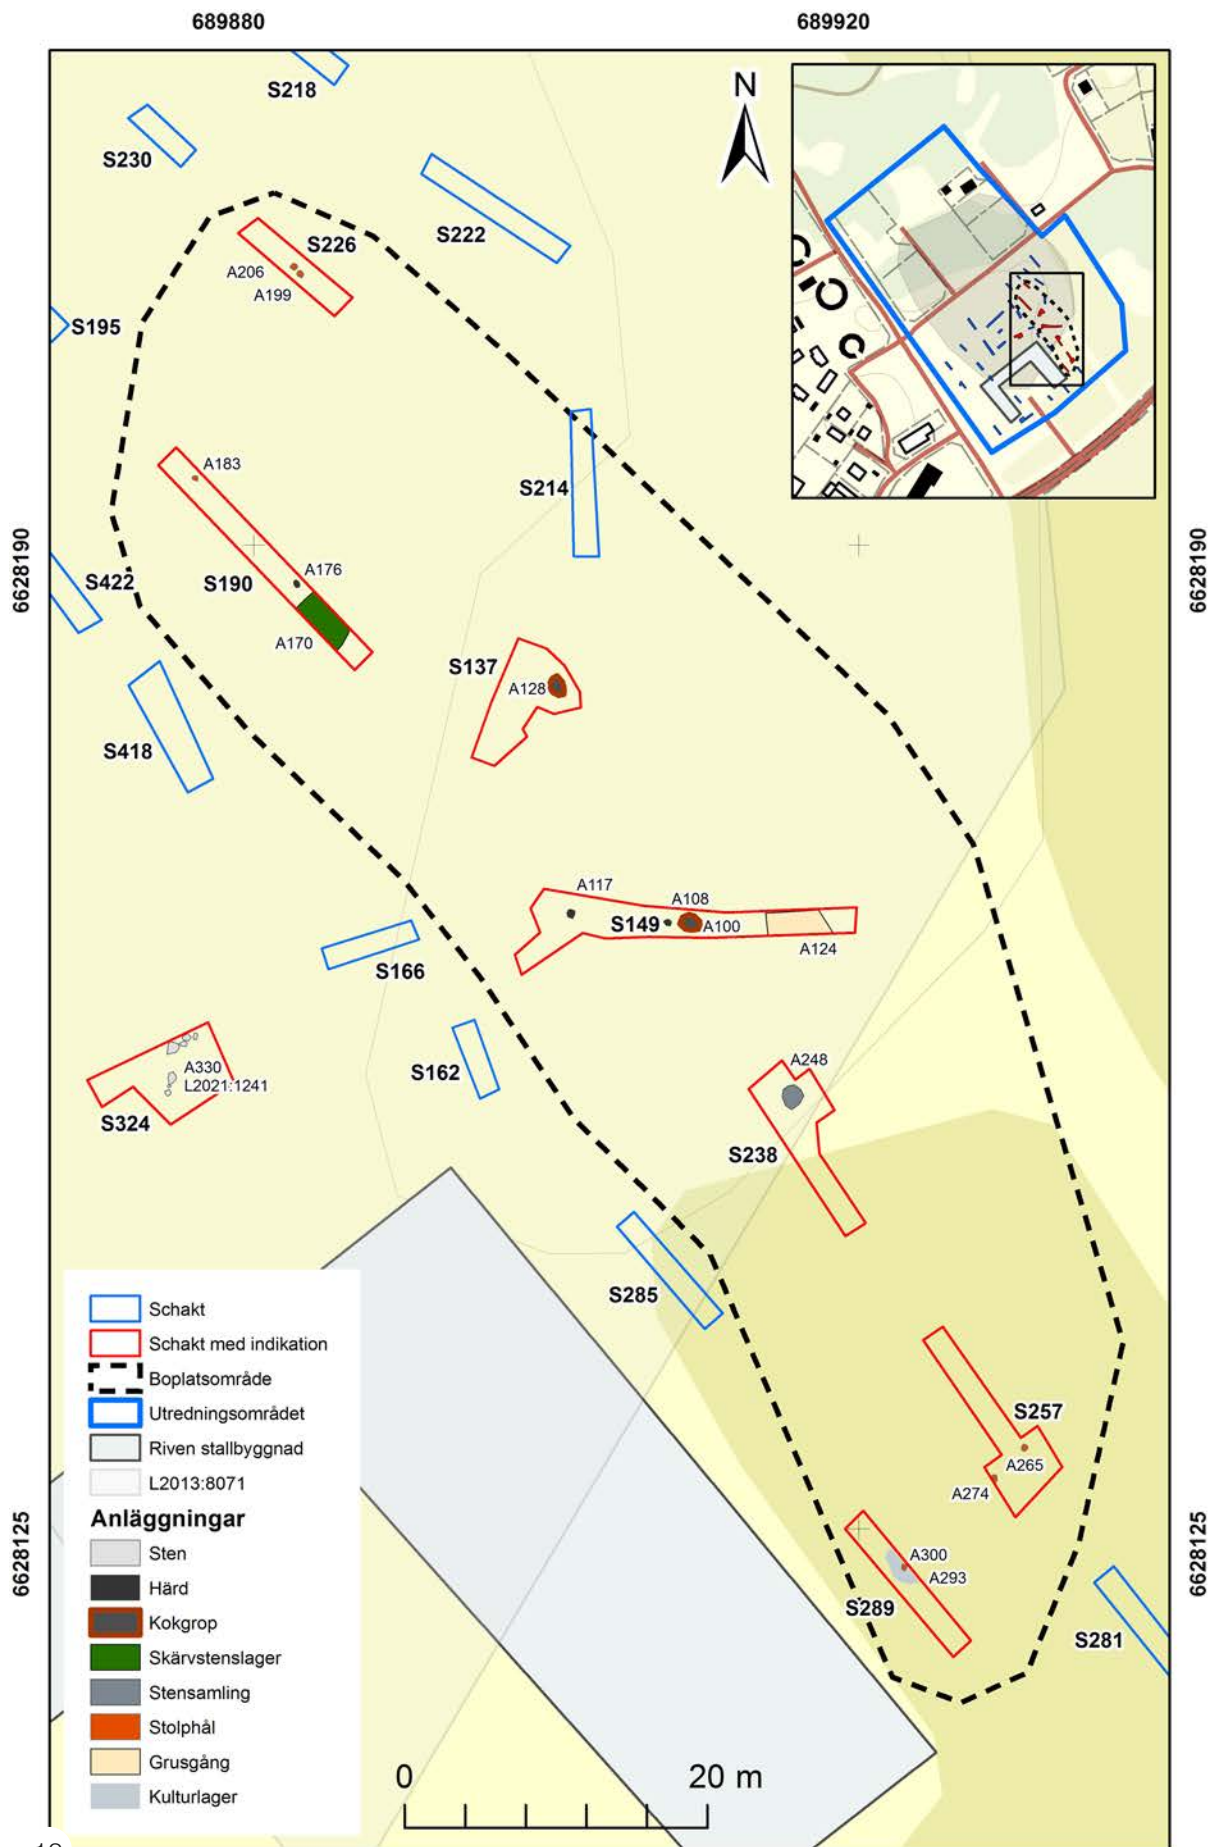 689880
689920
N
S218
S230
S226
S222
A206
A199
S195
A183
S214
6628190
6628190
S422
S190
A176
A170
S137
A128
S418
A117
A108
S149
A100
A124
S166
A248
A330
L2021:1241
S162
S324
S238
S285
Schakt
Schakt med indikation
Boplatsområde
Utredningsområdet
Riven stallbyggnad
L2013:8071
Anläggningar
Sten
Härd
Kokgrop
Skärvstenslager
Stensamling
Stolphål
Grusgång
Kulturlager
S257
A265
A274
6628125
6628125
A300
A293
S289
S281
0
20 m